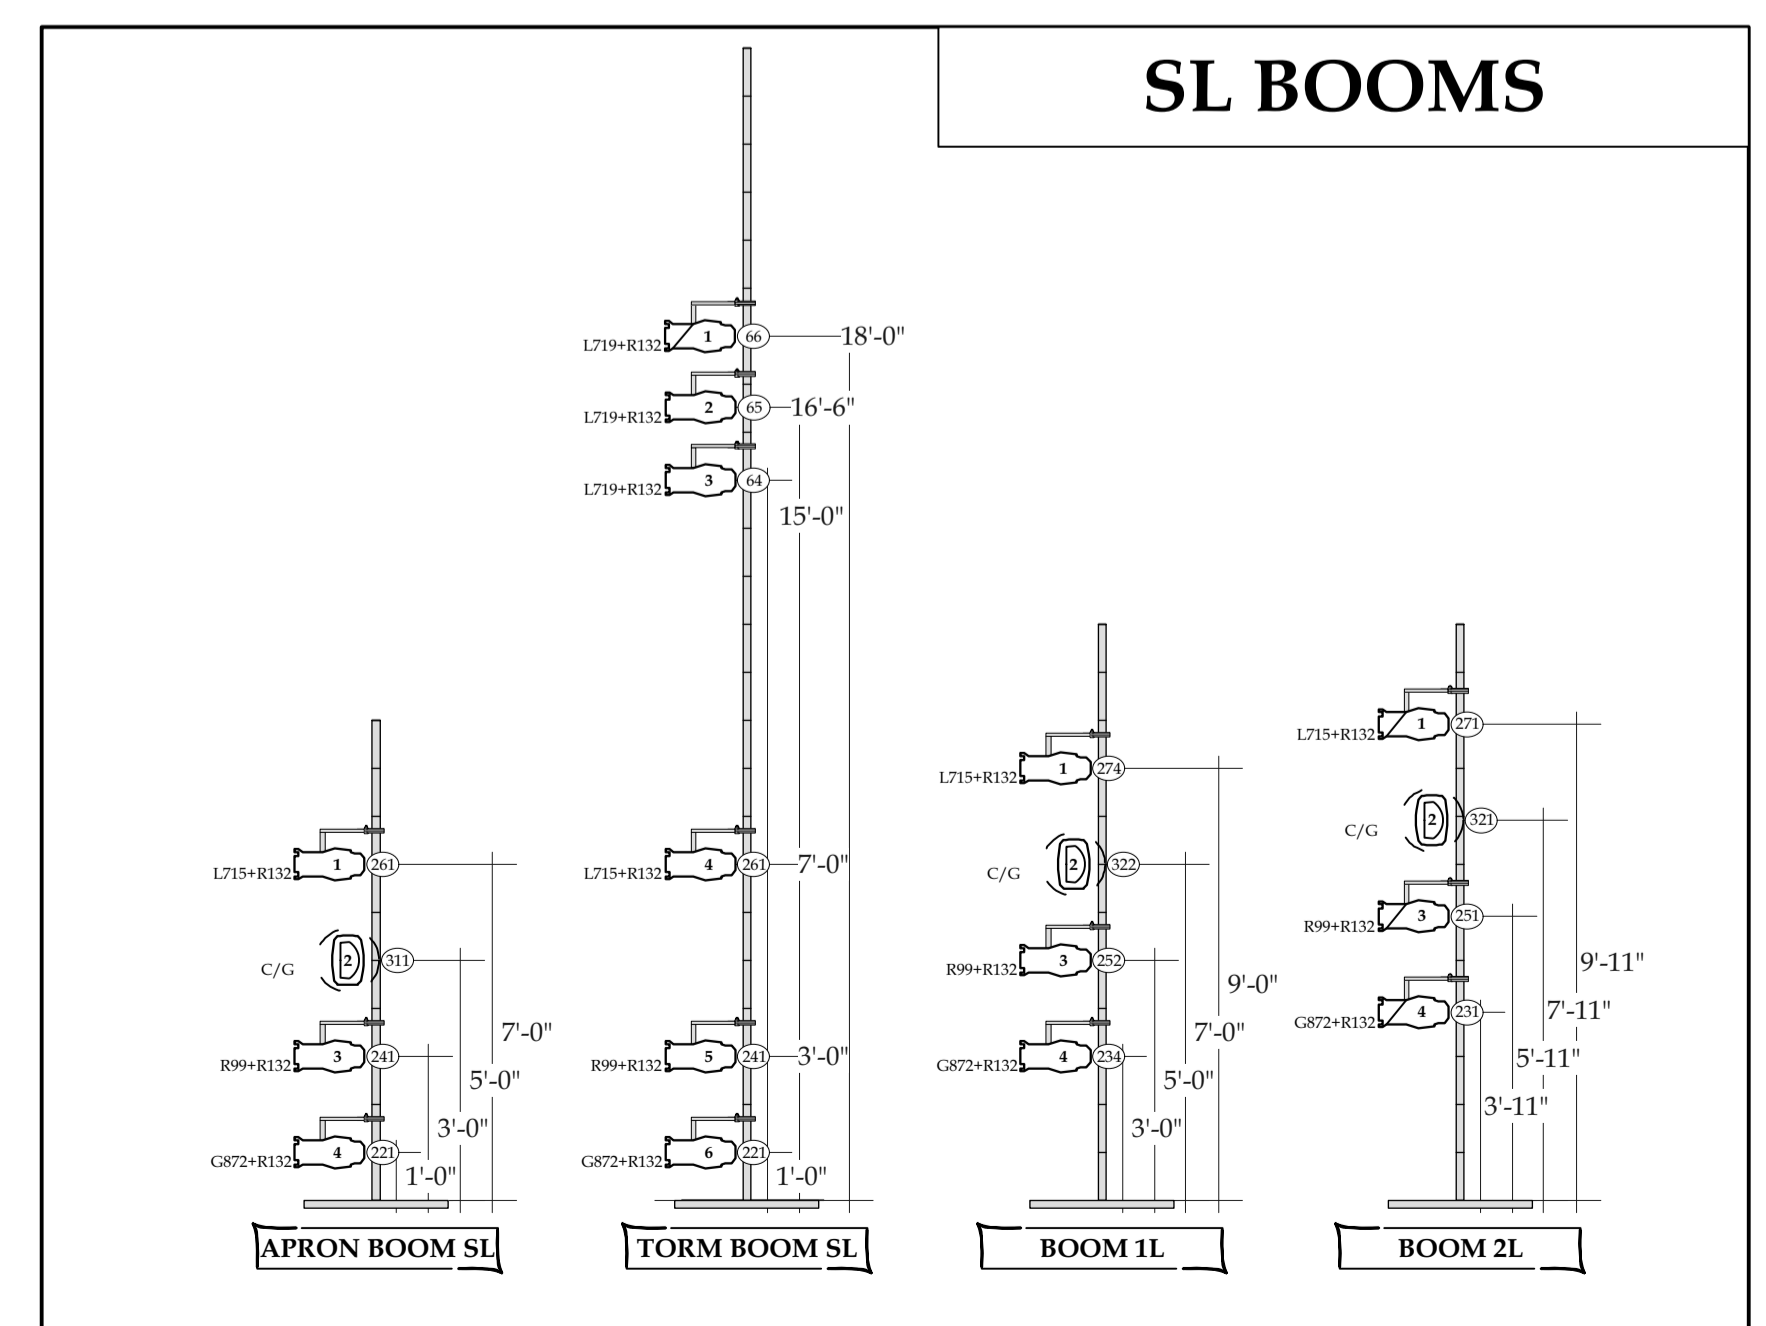 SL BOOMS
L715+R132 1 261
C/G 2 311
R99+R132 3 241
G872+R132 4 221
7'-0"
5'-0"
3'-0"
1'-0"
APRON BOOM SL
L719+R132 1 66 18'-0"
L719+R132 2 65 16'-6"
L719+R132 3 64
15'-0"
L715+R132 4 261 7'-0"
R99+R132 5 241 3'-0"
G872+R132 6 221
1'-0"
TORM BOOM SL
L715+R132 1 274
C/G 2 322
R99+R132 3 252
G872+R132 4 234
9'-0"
7'-0"
5'-0"
3'-0"
BOOM 1L
L715+R132 1 271
C/G 2 321
R99+R132 3 251
G872+R132 4 231
9'-11"
7'-11"
5'-11"
3'-11"
BOOM 2L